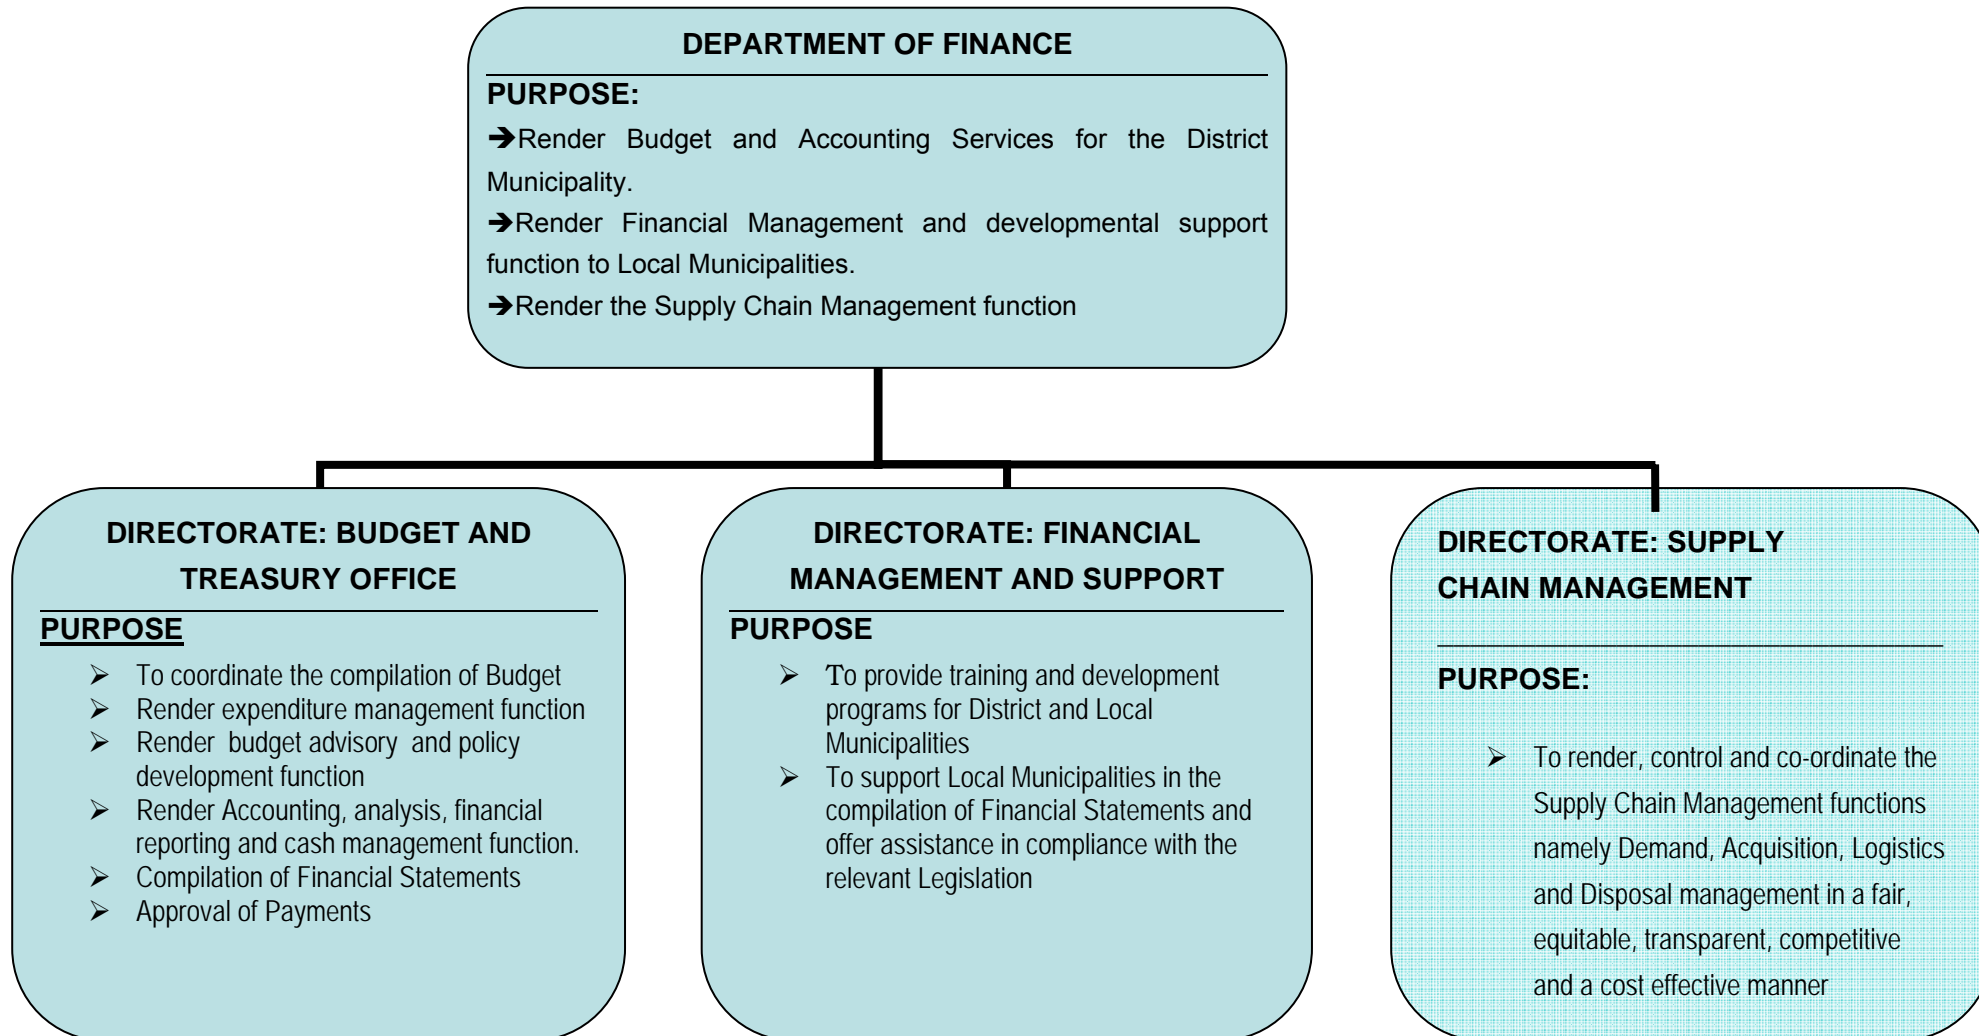 DEPARTMENT OF FINANCE
PURPOSE:
➔Render Budget and Accounting Services for the District
Municipality.
➔Render Financial Management and developmental support
function to Local Municipalities.
➔Render the Supply Chain Management function
DIRECTORATE: BUDGET AND
TREASURY OFFICE
PURPOSE
➢ To coordinate the compilation of Budget
➢ Render expenditure management function
➢ Render budget advisory and policy
development function
➢ Render Accounting, analysis, financial
reporting and cash management function.
➢ Compilation of Financial Statements
➢ Approval of Payments
DIRECTORATE: FINANCIAL
MANAGEMENT AND SUPPORT
PURPOSE
➢ To provide training and development
programs for District and Local
Municipalities
➢ To support Local Municipalities in the
compilation of Financial Statements and
offer assistance in compliance with the
relevant Legislation
DIRECTORATE: SUPPLY
CHAIN MANAGEMENT
PURPOSE:
➢ To render, control and co-ordinate the
Supply Chain Management functions
namely Demand, Acquisition, Logistics
and Disposal management in a fair,
equitable, transparent, competitive
and a cost effective manner